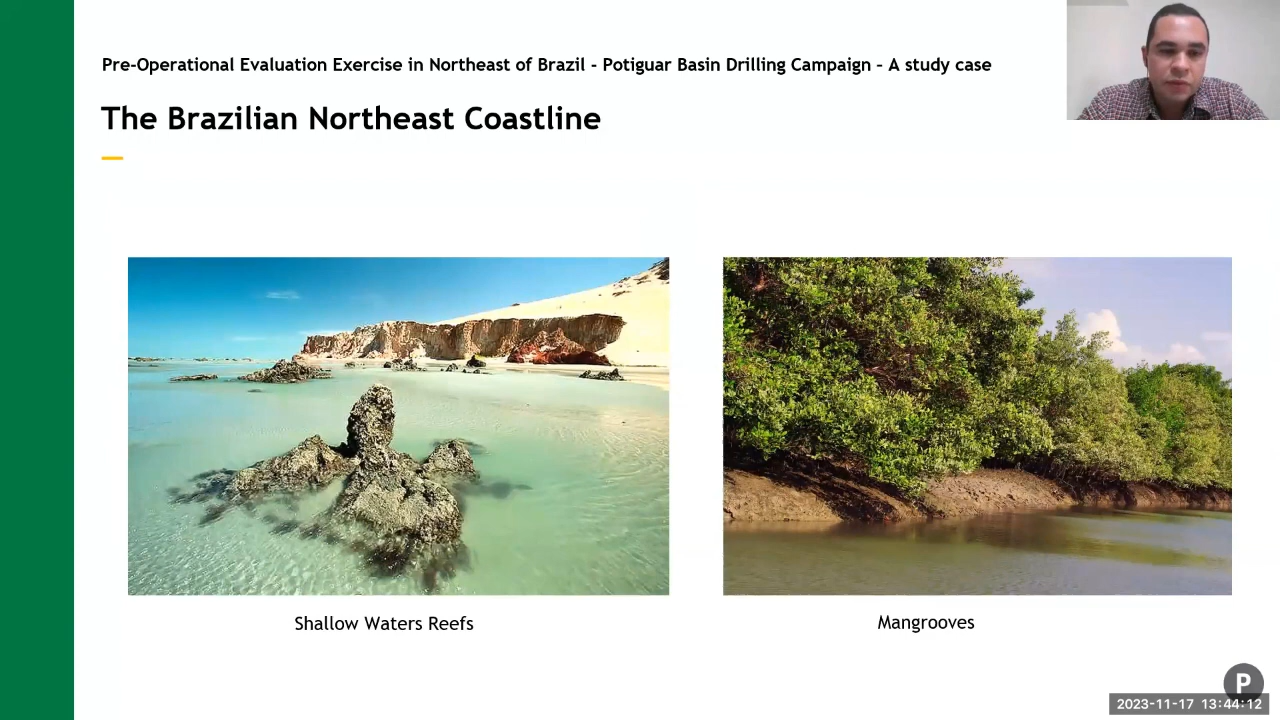 Pre-Operational Evaluation Exercise in Northeast of Brazil - Potiguar Basin Drilling Campaign – A study case
The Brazilian Northeast Coastline
Shallow Waters Reefs
Mangrooves
P
2023-11-17 13:44:12